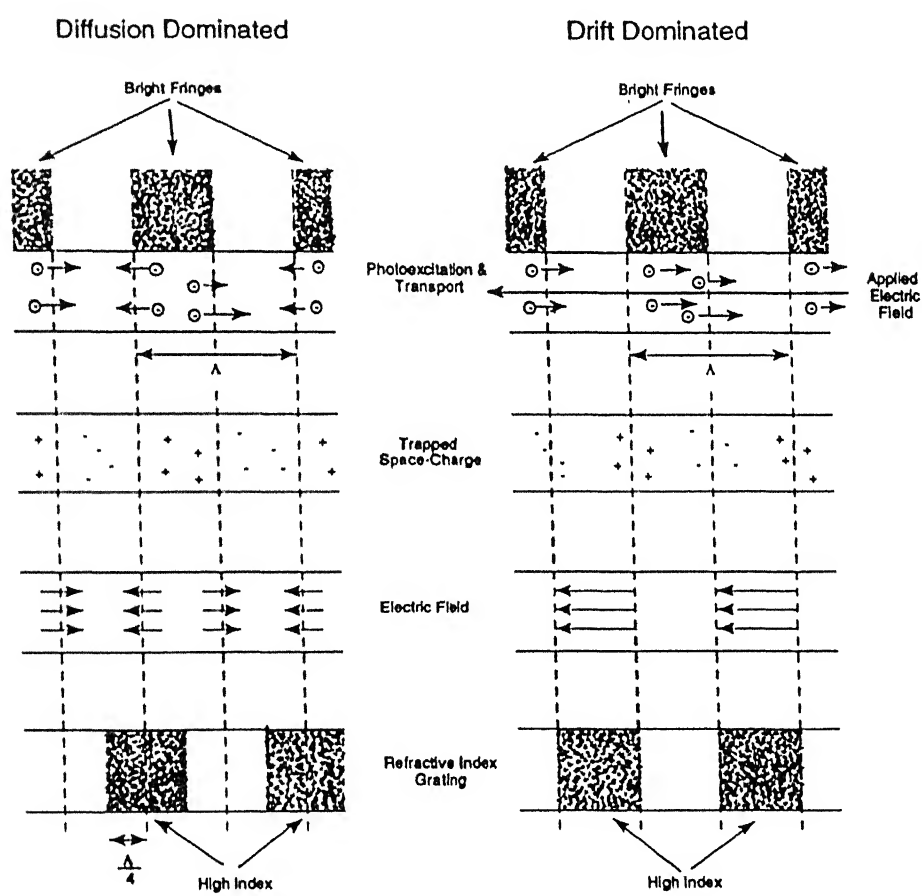 Diffusion Dominated
Drift Dominated
Bright Fringes
Bright Fringes
Photoexcitation &
Transport
Applied
Electric
Field
Λ
Λ
Trapped
Space-Charge
Electric Field
Refractive Index
Grating
Λ
4
High Index
High Index